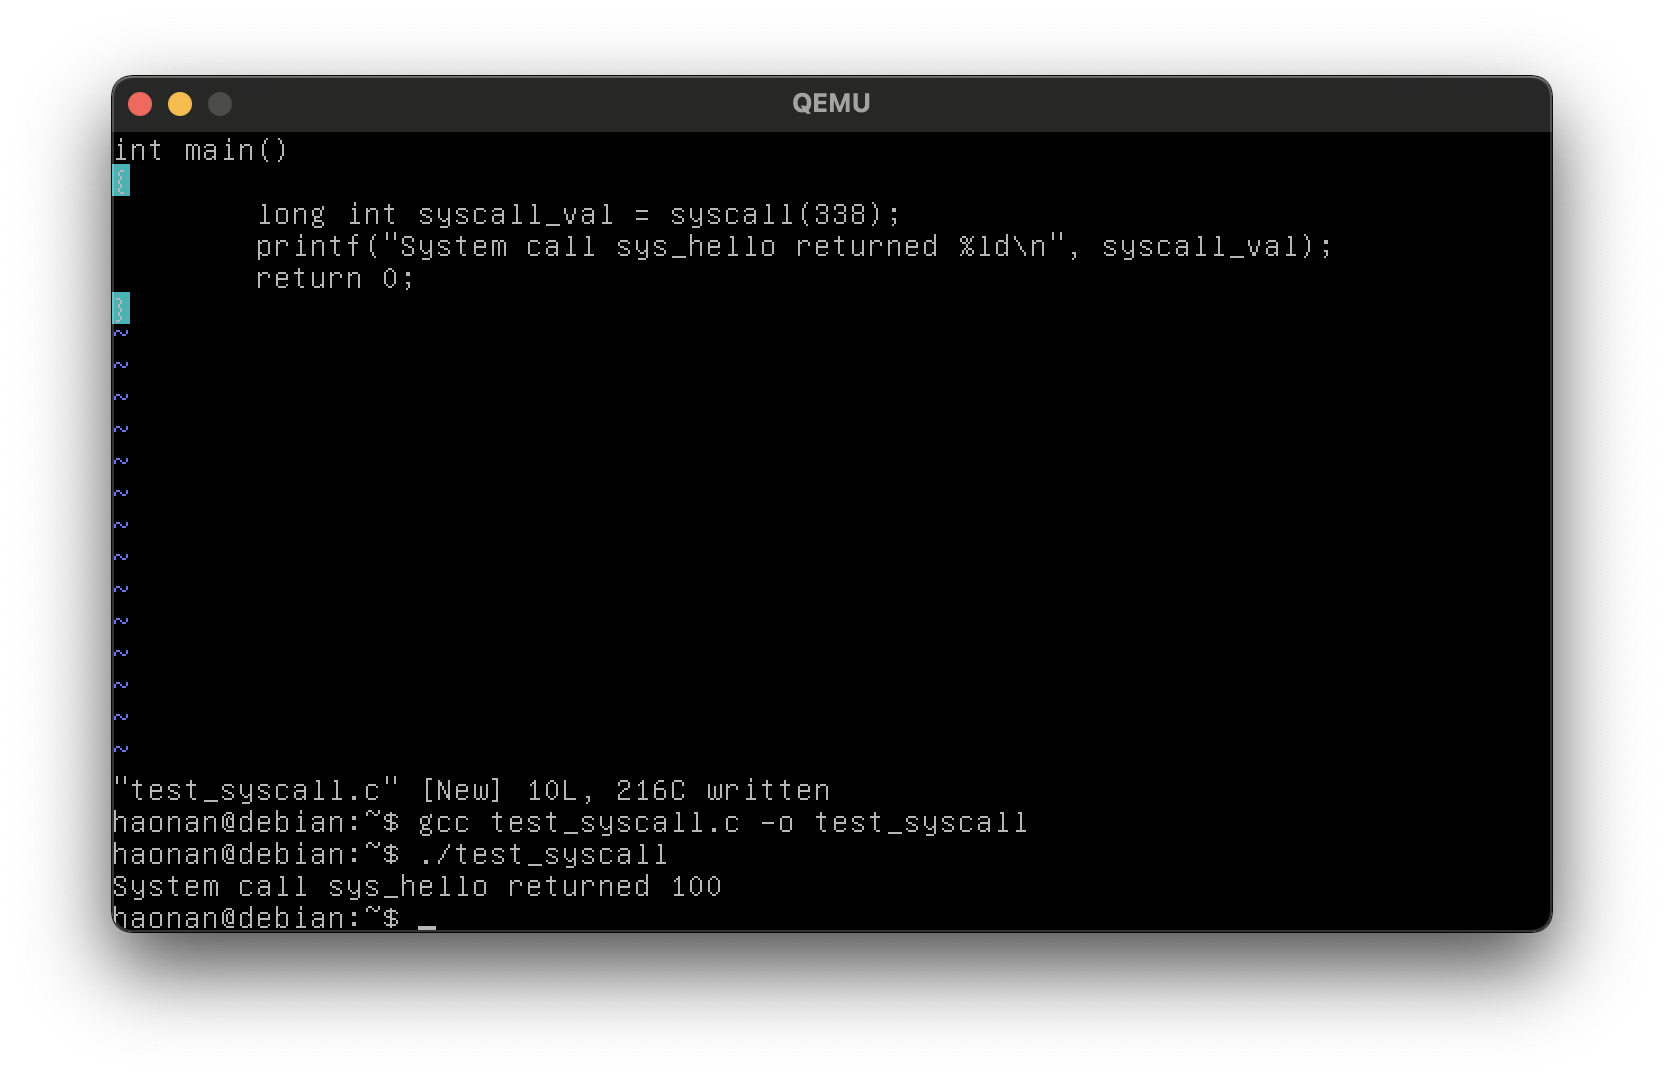 QEMU
int main()
{
        long int syscall_val = syscall(338);
        printf("System call sys_hello returned %ld\n", syscall_val);
        return 0;
}
~
~
~
~
~
~
~
~
~
~
~
~
~
~
"test_syscall.c" [New] 10L, 216C written
haonan@debian:~$ gcc test_syscall.c -o test_syscall
haonan@debian:~$ ./test_syscall
System call sys_hello returned 100
haonan@debian:~$ _